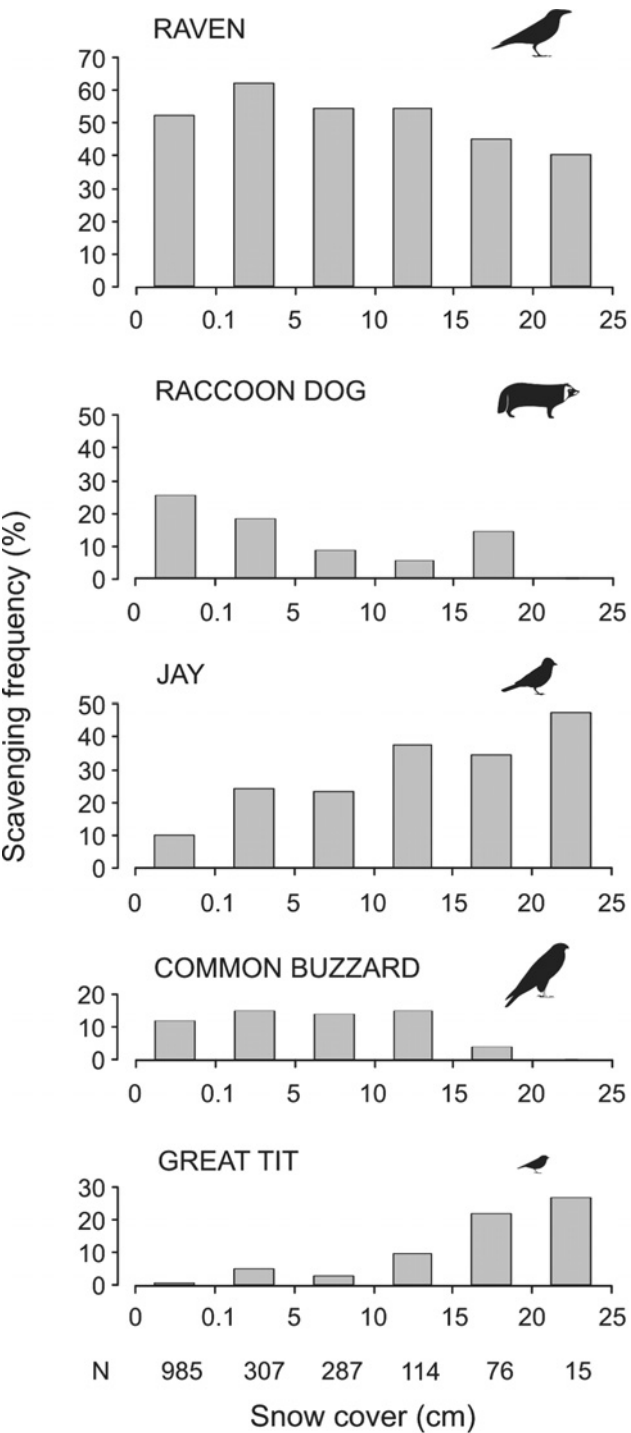 RAVEN
70
60
50
40
30
20
10
0
0 0.1 5 10 15 20 25
RACCOON DOG
50
40
30
20
10
0
0 0.1 5 10 15 20 25
Scavenging frequency (%)
JAY
50
40
30
20
10
0
0 0.1 5 10 15 20 25
COMMON BUZZARD
20
10
0
0 0.1 5 10 15 20 25
GREAT TIT
30
20
10
0
0 0.1 5 10 15 20 25
N 985 307 287 114 76 15
Snow cover (cm)